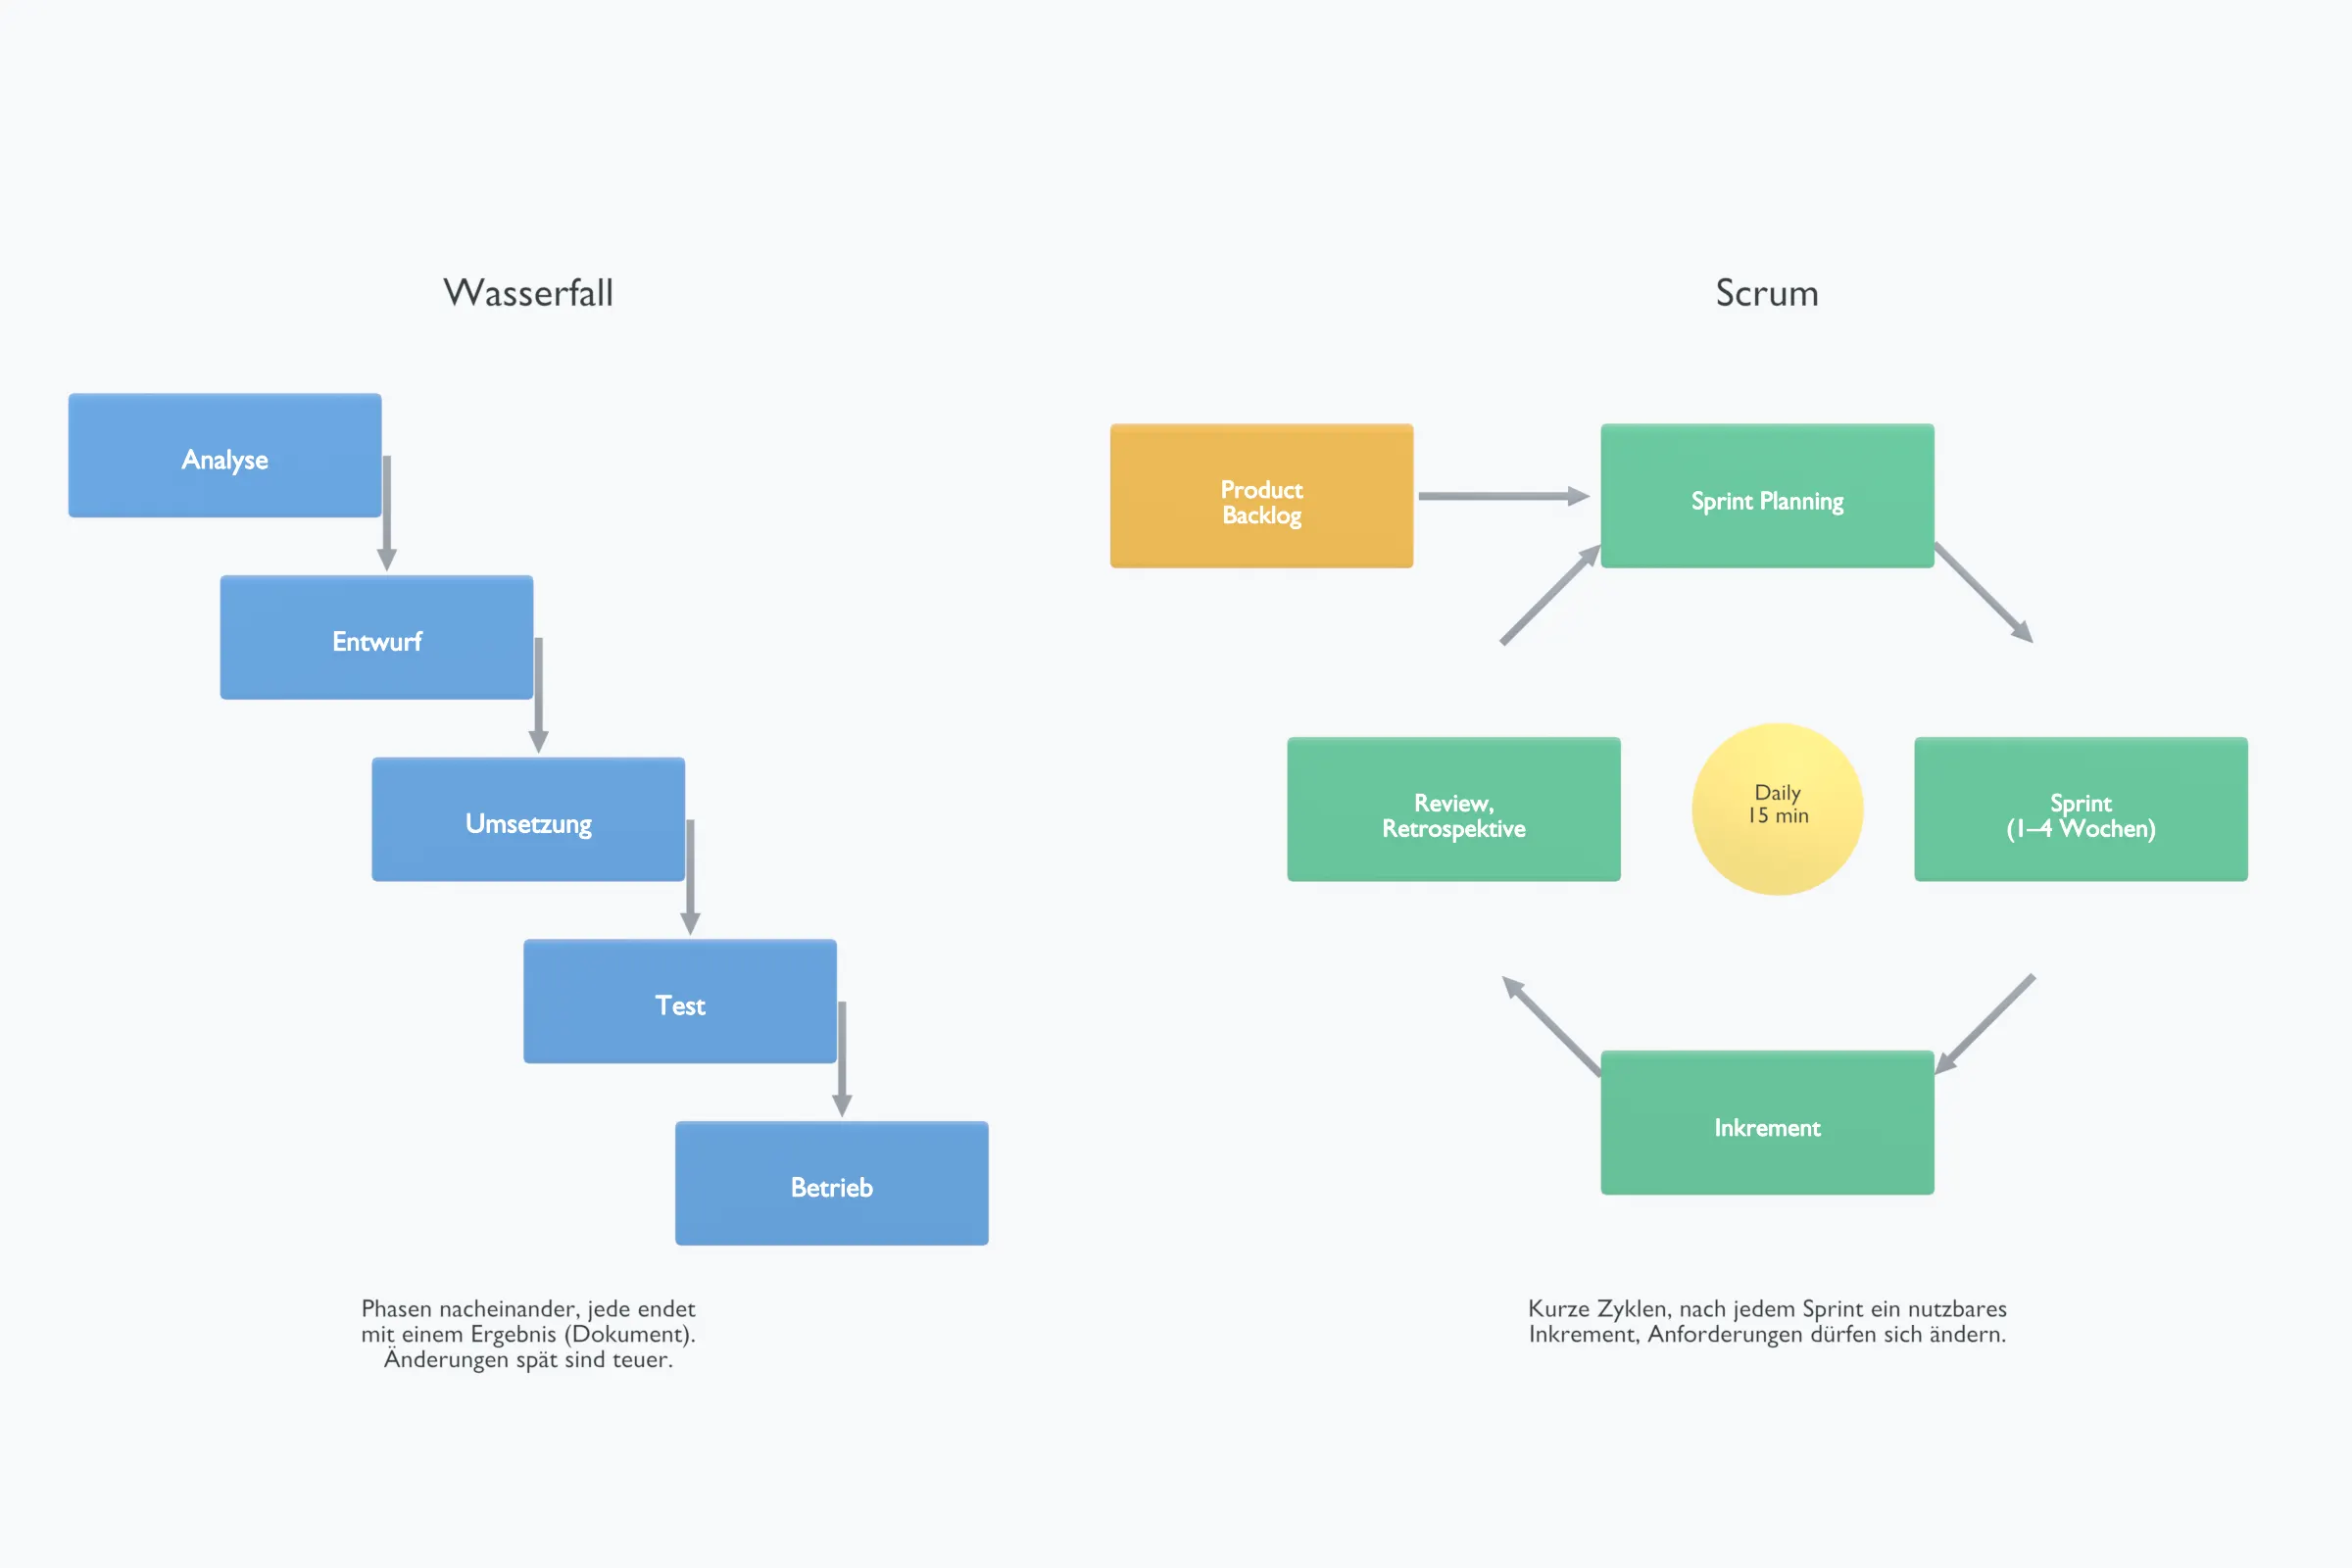 Wasserfall
Analyse
Entwurf
Umsetzung
Test
Betrieb
Phasen nacheinander, jede endet
mit einem Ergebnis (Dokument).
Änderungen spät sind teuer.
Scrum
Product
Backlog
Sprint Planning
Review,
Retrospektive
Daily
15 min
Sprint
(1–4 Wochen)
Inkrement
Kurze Zyklen, nach jedem Sprint ein nutzbares
Inkrement, Anforderungen dürfen sich ändern.